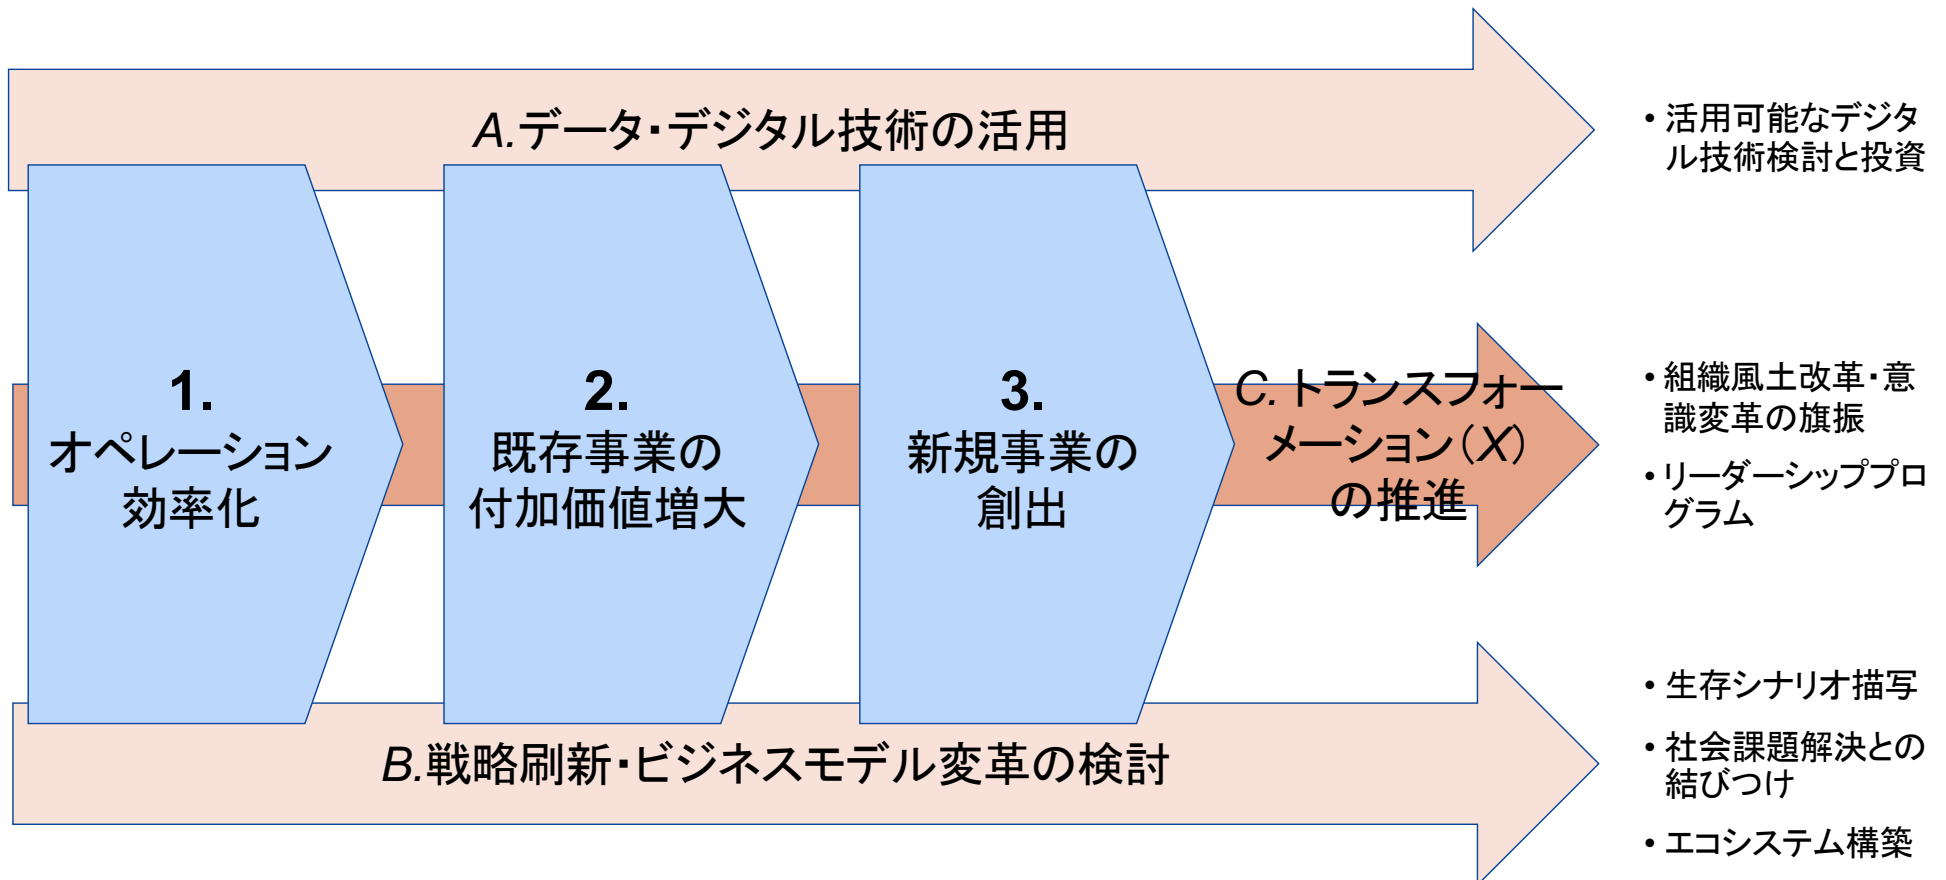 A.データ・デジタル技術の活用
・活用可能なデジタ
ル技術検討と投資
1.
オペレーション
効率化
2.
既存事業の
付加価値増大
3.
新規事業の
創出
C.トランスフォー
メーション（X）
の推進
・組織風土改革・意
識変革の旗振
・リーダーシッププロ
グラム
B.戦略刷新・ビジネスモデル変革の検討
・生存シナリオ描写
・社会課題解決との
結びつけ
・エコシステム構築